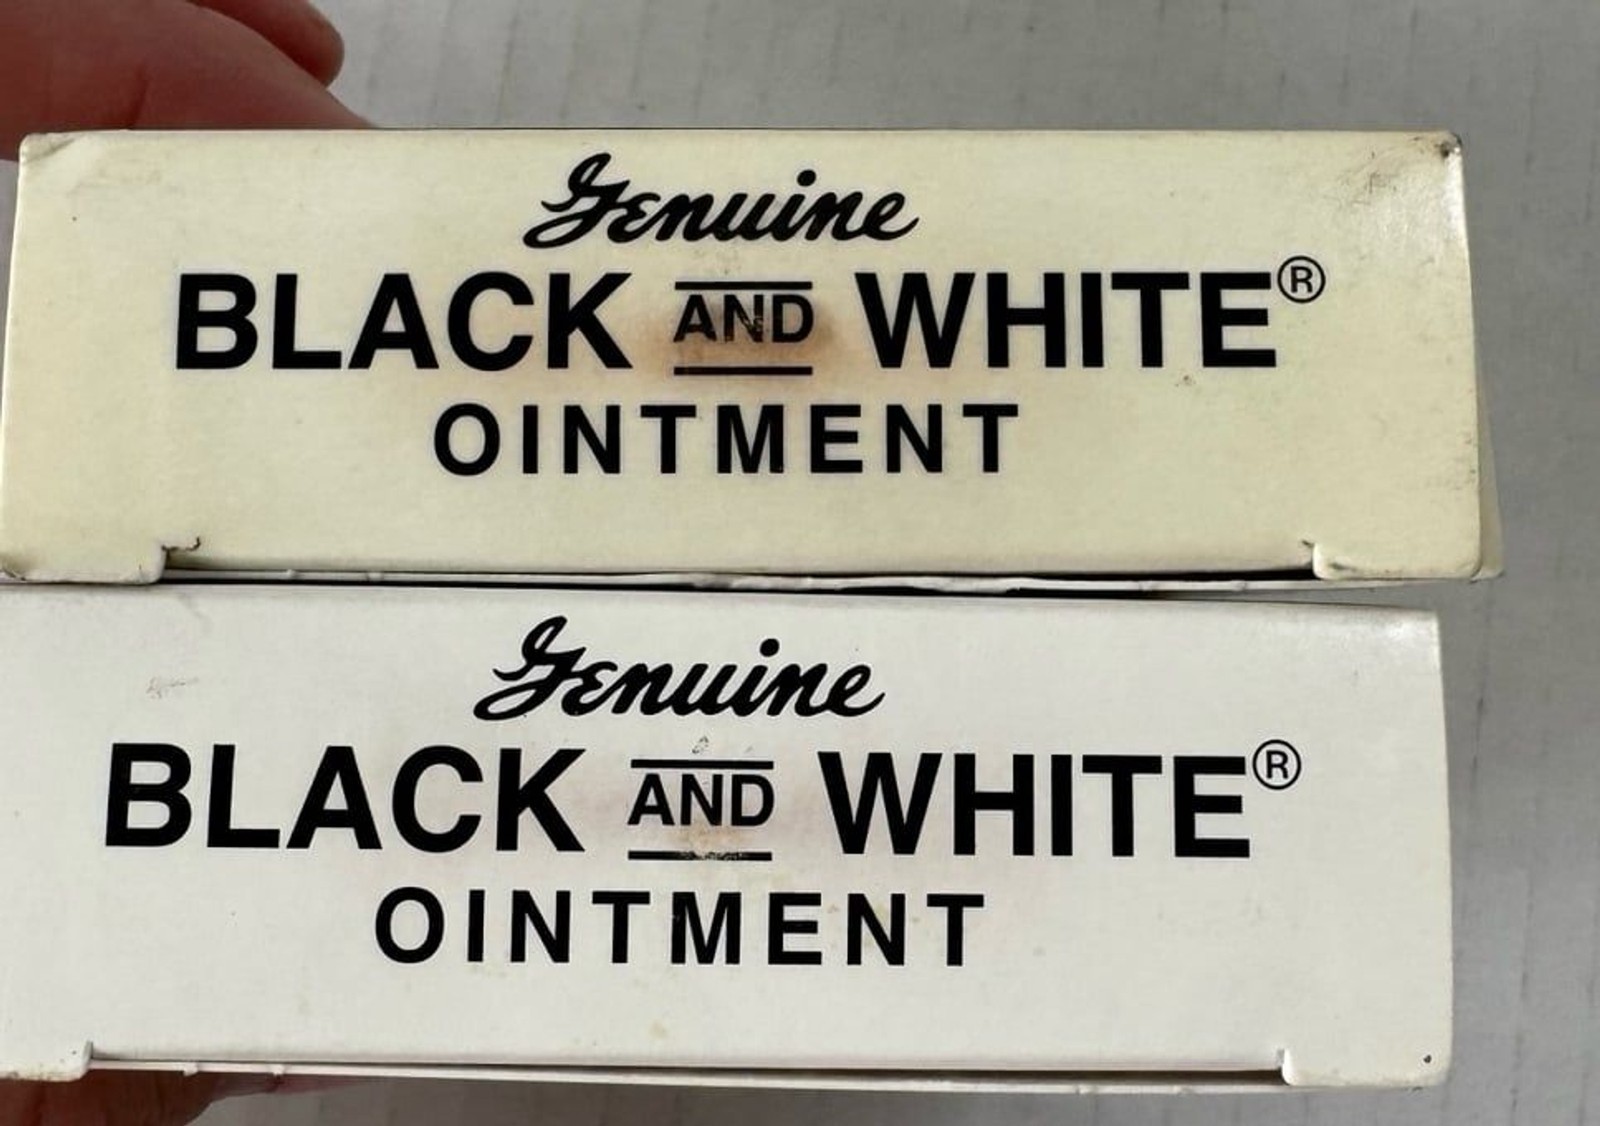 Genuine
BLACK AND WHITE®
OINTMENT
Genuine
BLACK AND WHITE®
OINTMENT